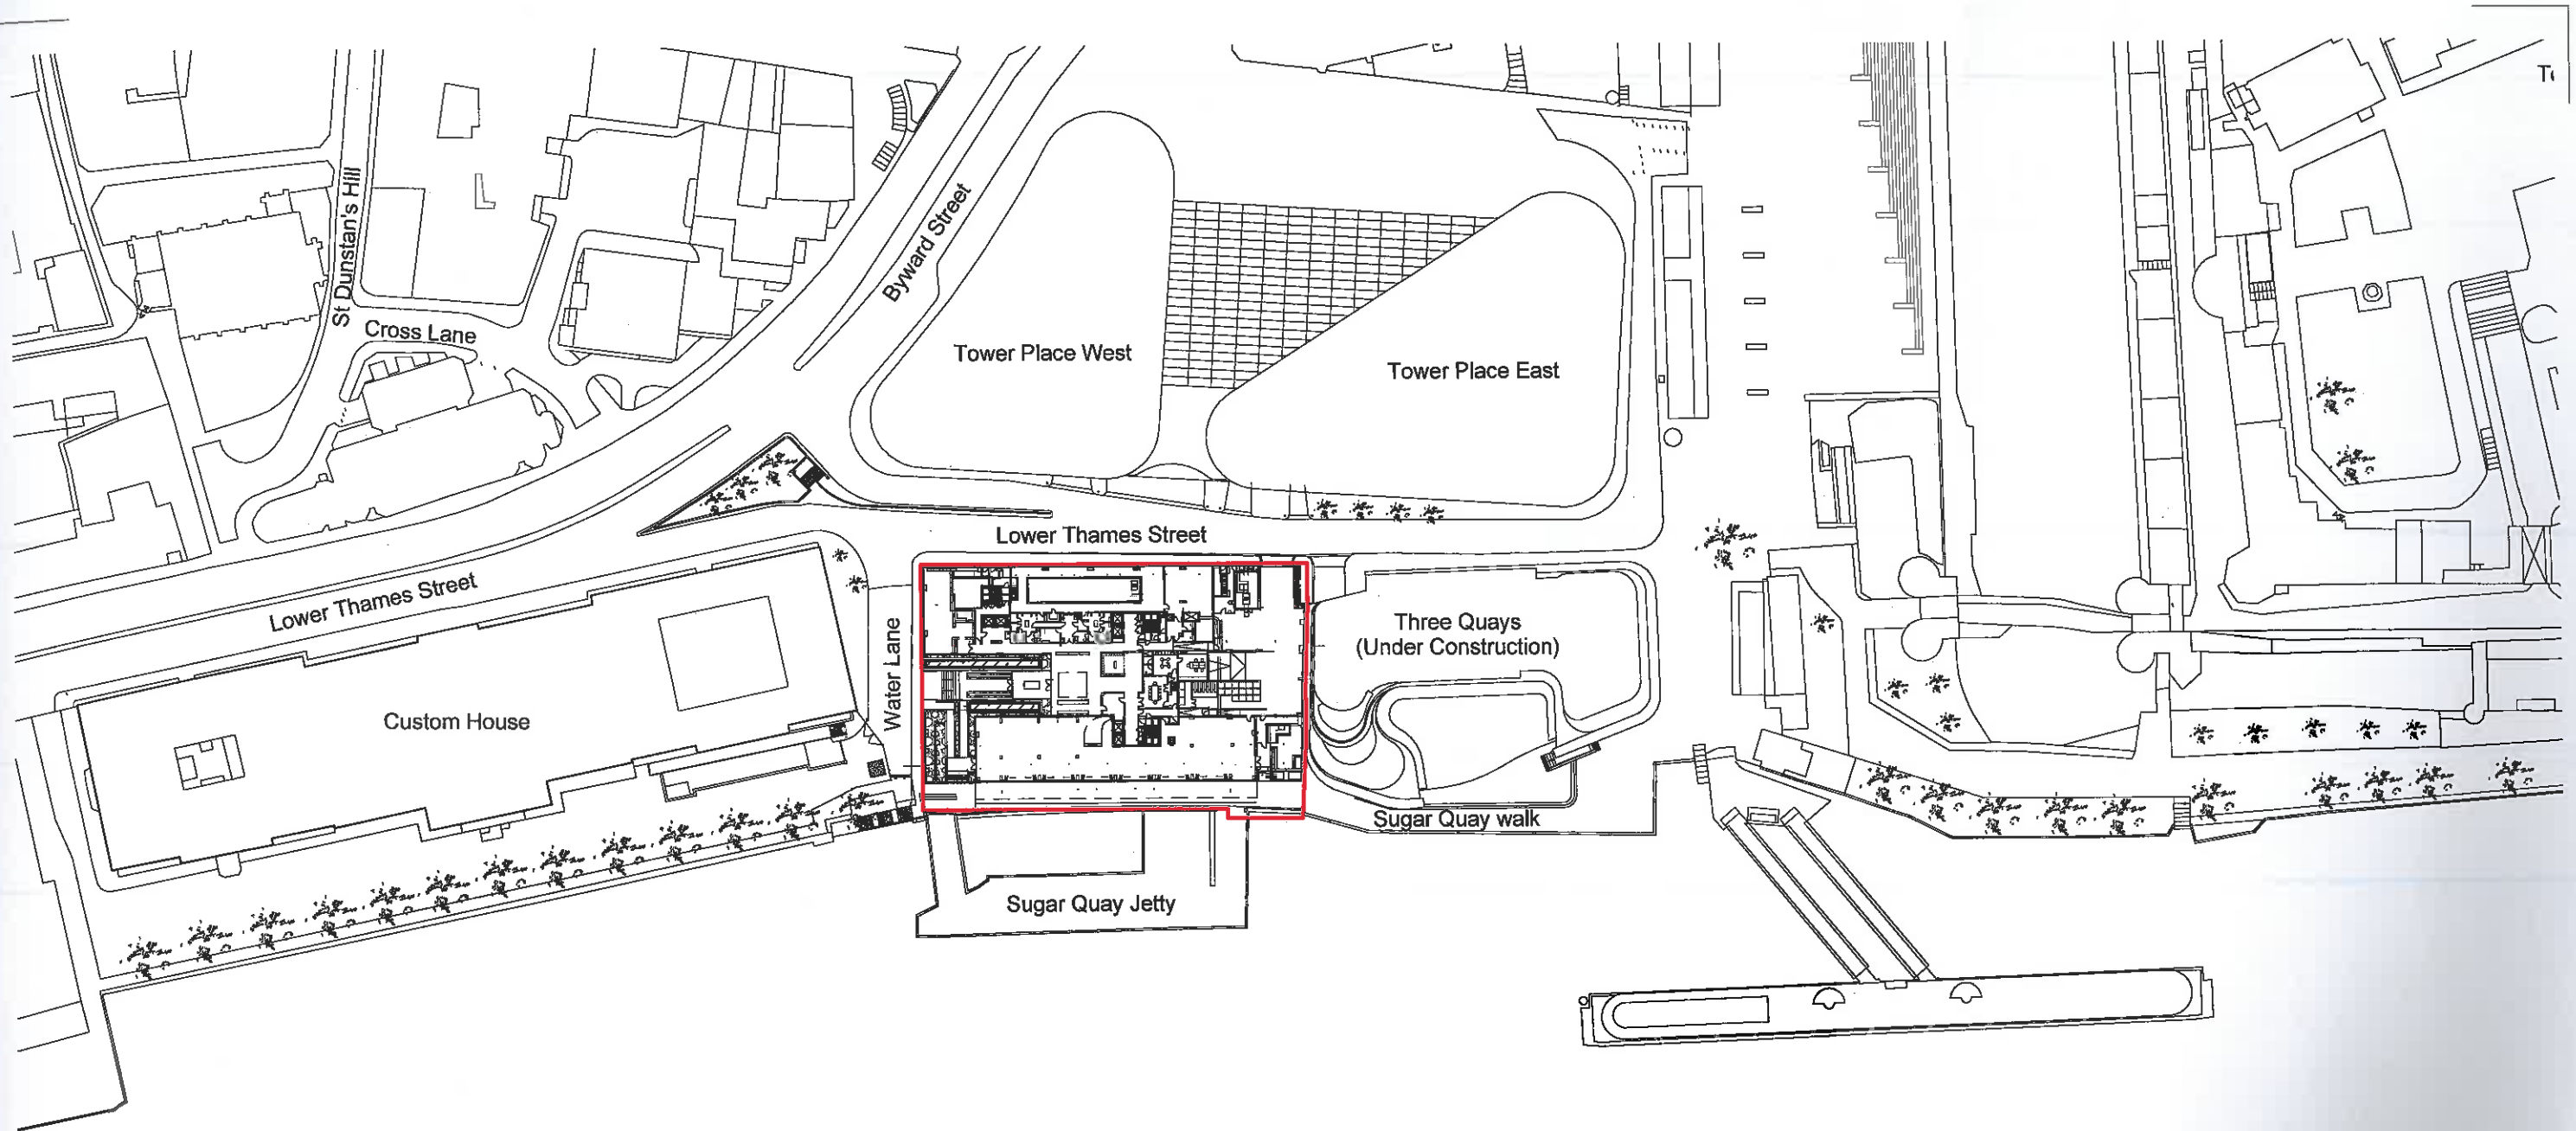 St Dunstan's Hill
Cross Lane
Byward Street
Tower Place West
Tower Place East
Lower Thames Street
Lower Thames Street
Water Lane
Three Quays
(Under Construction)
Custom House
Sugar Quay walk
Sugar Quay Jetty